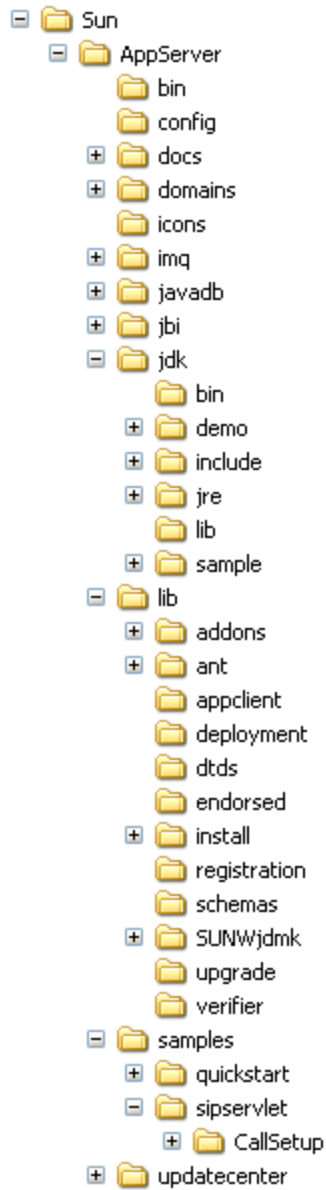 Sun
AppServer
bin
config
docs
domains
icons
imq
javadb
jbi
jdk
bin
demo
include
jre
lib
sample
lib
addons
ant
appclient
deployment
dtds
endorsed
install
registration
schemas
SUNWjdmk
upgrade
verifier
samples
quickstart
sipservlet
CallSetup
updatecenter